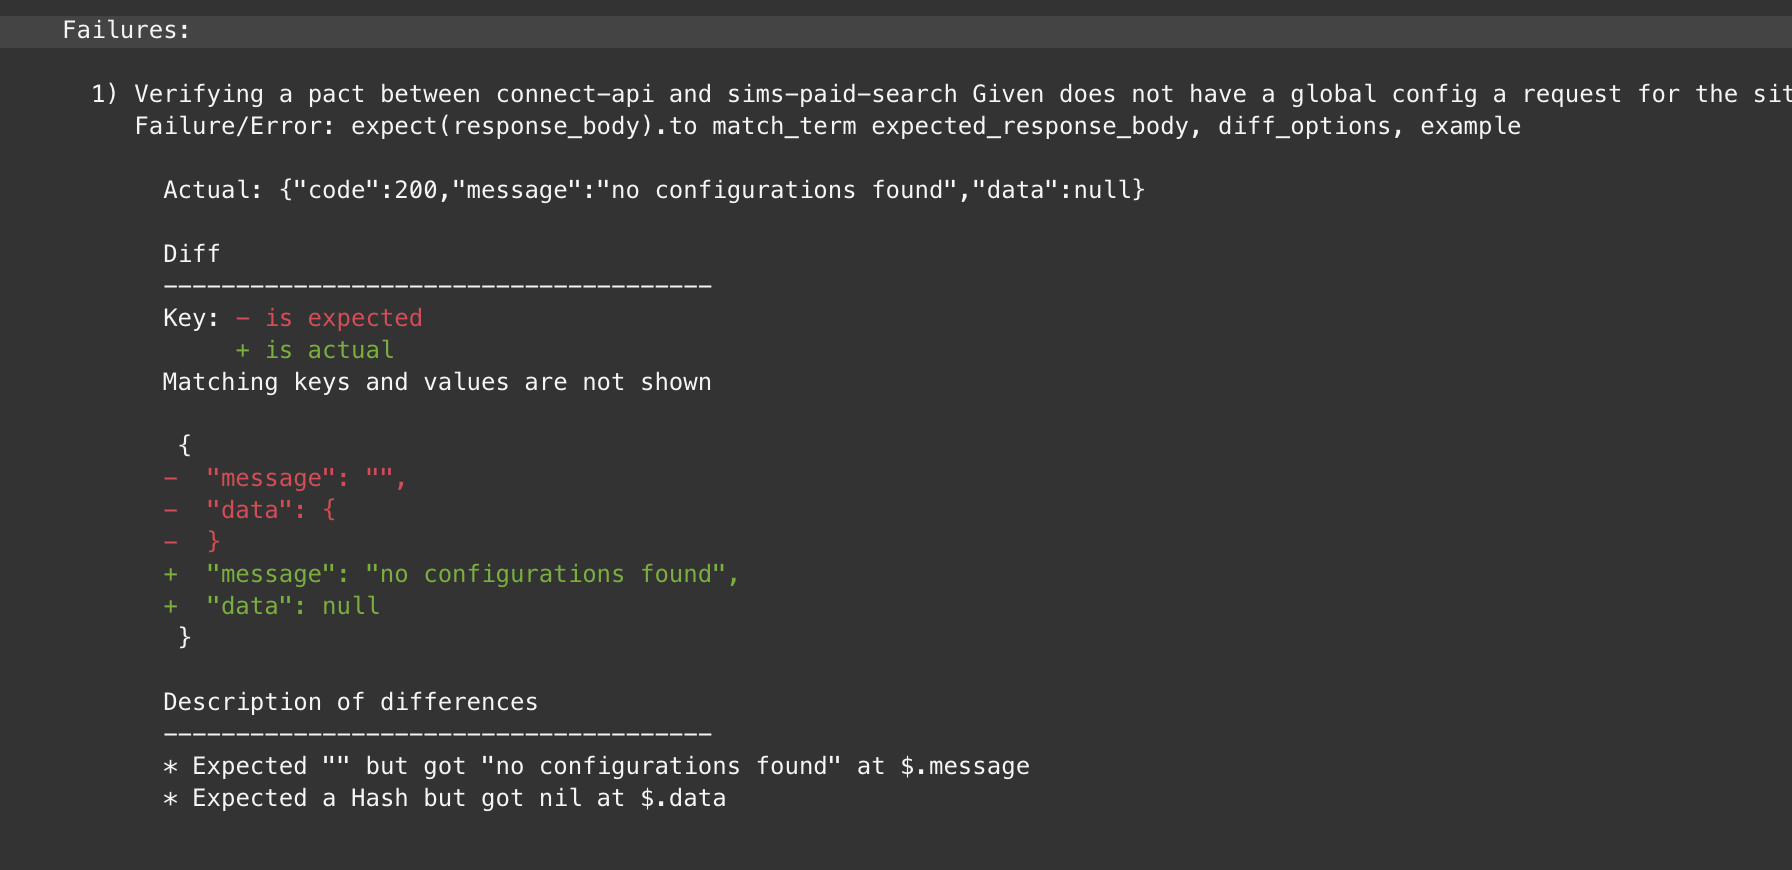 Failures:
1) Verifying a pact between connect-api and sims-paid-search Given does not have a global config a request for the sit
Failure/Error: expect(response_body).to match_term expected_response_body, diff_options, example
Actual: {"code":200,"message":"no configurations found","data":null}
Diff
--------------------------------------
Key: - is expected
+ is actual
Matching keys and values are not shown
{
-  "message": "",
-  "data": {
-  }
+  "message": "no configurations found",
+  "data": null
}
Description of differences
--------------------------------------
* Expected "" but got "no configurations found" at $.message
* Expected a Hash but got nil at $.data